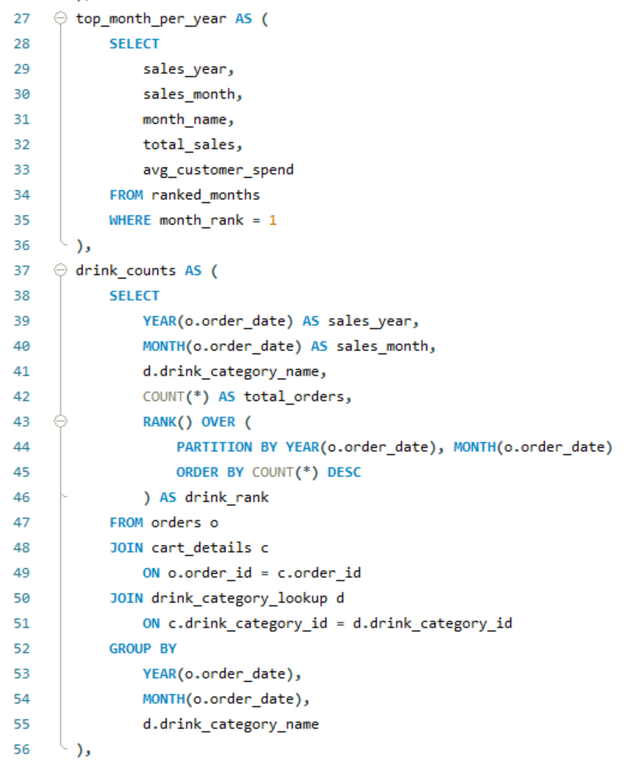 27 top_month_per_year AS (
28 SELECT
29 sales_year,
30 sales_month,
31 month_name,
32 total_sales,
33 avg_customer_spend
34 FROM ranked_months
35 WHERE month_rank = 1
36 ),
37 drink_counts AS (
38 SELECT
39 YEAR(o.order_date) AS sales_year,
40 MONTH(o.order_date) AS sales_month,
41 d.drink_category_name,
42 COUNT(*) AS total_orders,
43 RANK() OVER (
44 PARTITION BY YEAR(o.order_date), MONTH(o.order_date)
45 ORDER BY COUNT(*) DESC
46 ) AS drink_rank
47 FROM orders o
48 JOIN cart_details c
49 ON o.order_id = c.order_id
50 JOIN drink_category_lookup d
51 ON c.drink_category_id = d.drink_category_id
52 GROUP BY
53 YEAR(o.order_date),
54 MONTH(o.order_date),
55 d.drink_category_name
56 ),